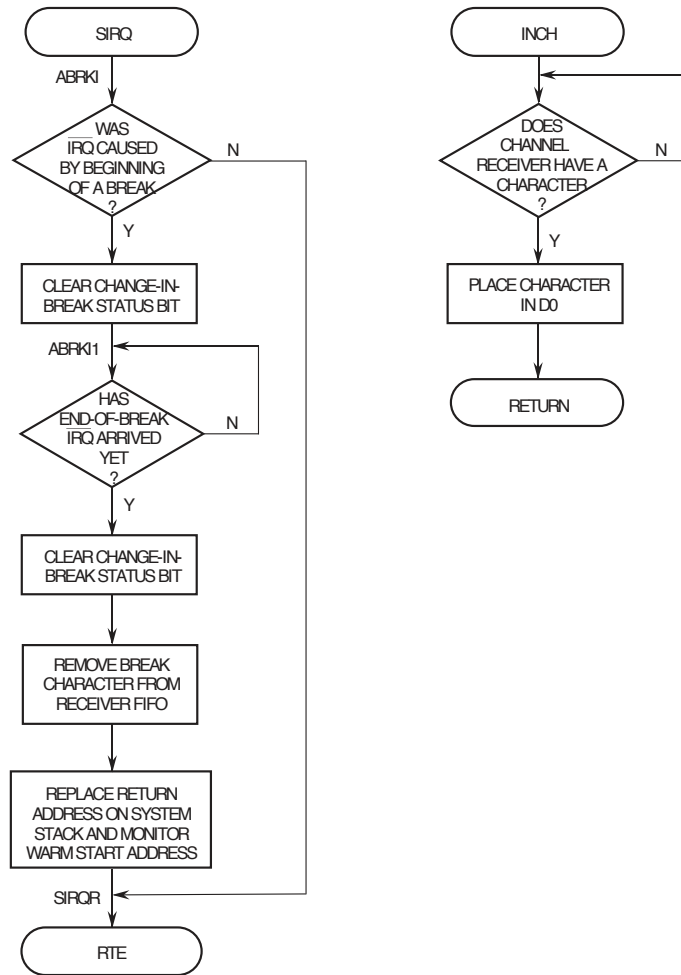 SIRQ
ABRKI
WAS
IRQ CAUSED
BY BEGINNING
OF A BREAK
?
N
Y
CLEAR CHANGE-IN-
BREAK STATUS BIT
ABRKI1
HAS
END-OF-BREAK
IRQ ARRIVED
YET
?
N
Y
CLEAR CHANGE-IN-
BREAK STATUS BIT
REMOVE BREAK
CHARACTER FROM
RECEIVER FIFO
REPLACE RETURN
ADDRESS ON SYSTEM
STACK AND MONITOR
WARM START ADDRESS
SIRQR
RTE
INCH
DOES
CHANNEL
RECEIVER HAVE A
CHARACTER
?
N
Y
PLACE CHARACTER
IN D0
RETURN